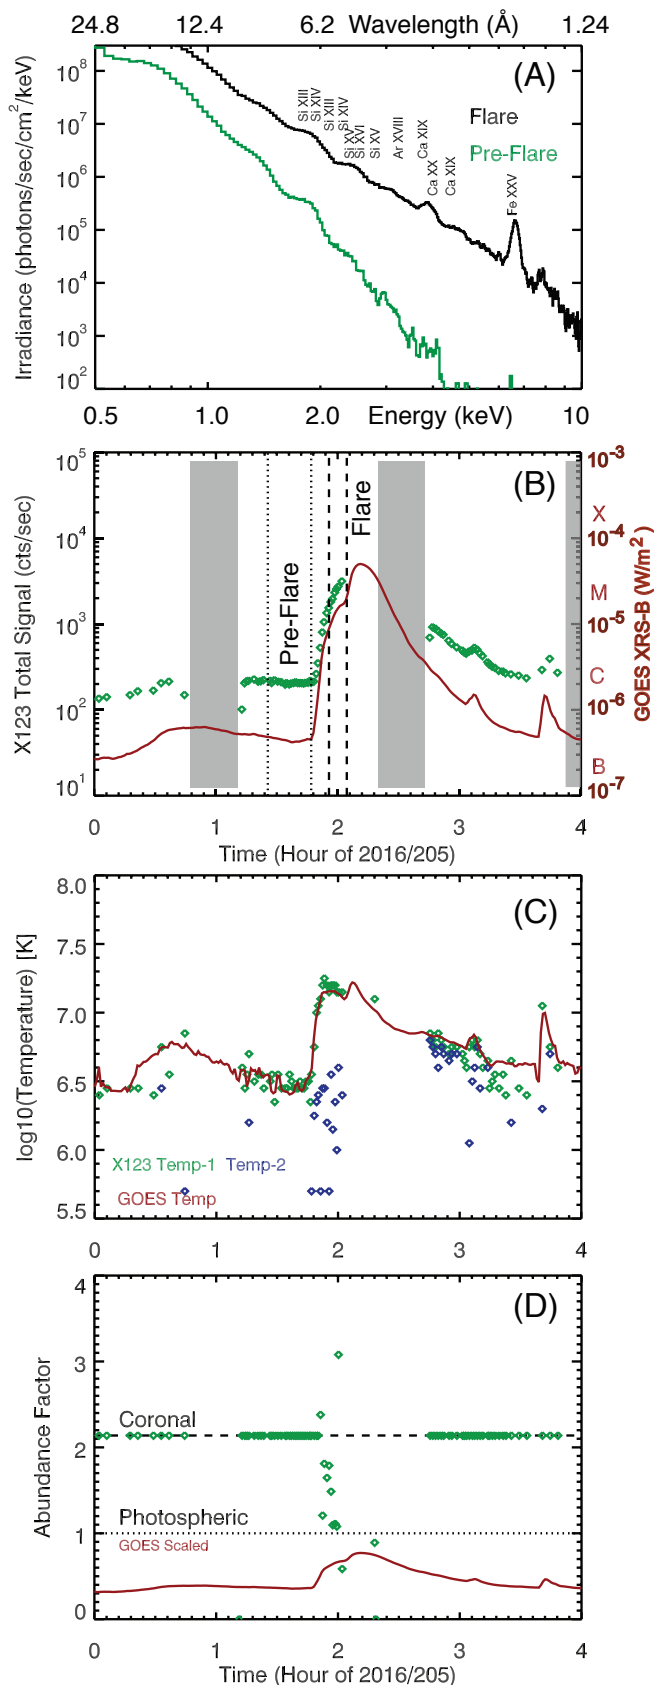 24.8 12.4 6.2 Wavelength (Å) 1.24
(A)
10^8
10^7
10^6
10^5
10^4
10^3
10^2
Irradiance (photons/sec/cm^2/keV)
Si XIII
Si XIV
Si XIII
Si XIV
Si XV
Si XVI
Si XV
Ar XVIII
Ca XIX
Ca XX
Ca XIX
Fe XXV
Flare
Pre-Flare
0.5 1.0 2.0 Energy (keV) 10
(B)
10^5
10^4
10^3
10^2
10^1
X123 Total Signal (cts/sec)
Pre-Flare
Flare
10^-3
10^-4
10^-5
10^-6
10^-7
X
M
C
B
GOES XRS-B (W/m^2)
0 1 2 3 4
Time (Hour of 2016/205)
(C)
8.0
7.5
7.0
6.5
6.0
5.5
log10(Temperature) [K]
X123 Temp-1 Temp-2
GOES Temp
0 1 2 3 4
(D)
4
3
2
1
0
Abundance Factor
Coronal
Photospheric
GOES Scaled
0 1 2 3 4
Time (Hour of 2016/205)